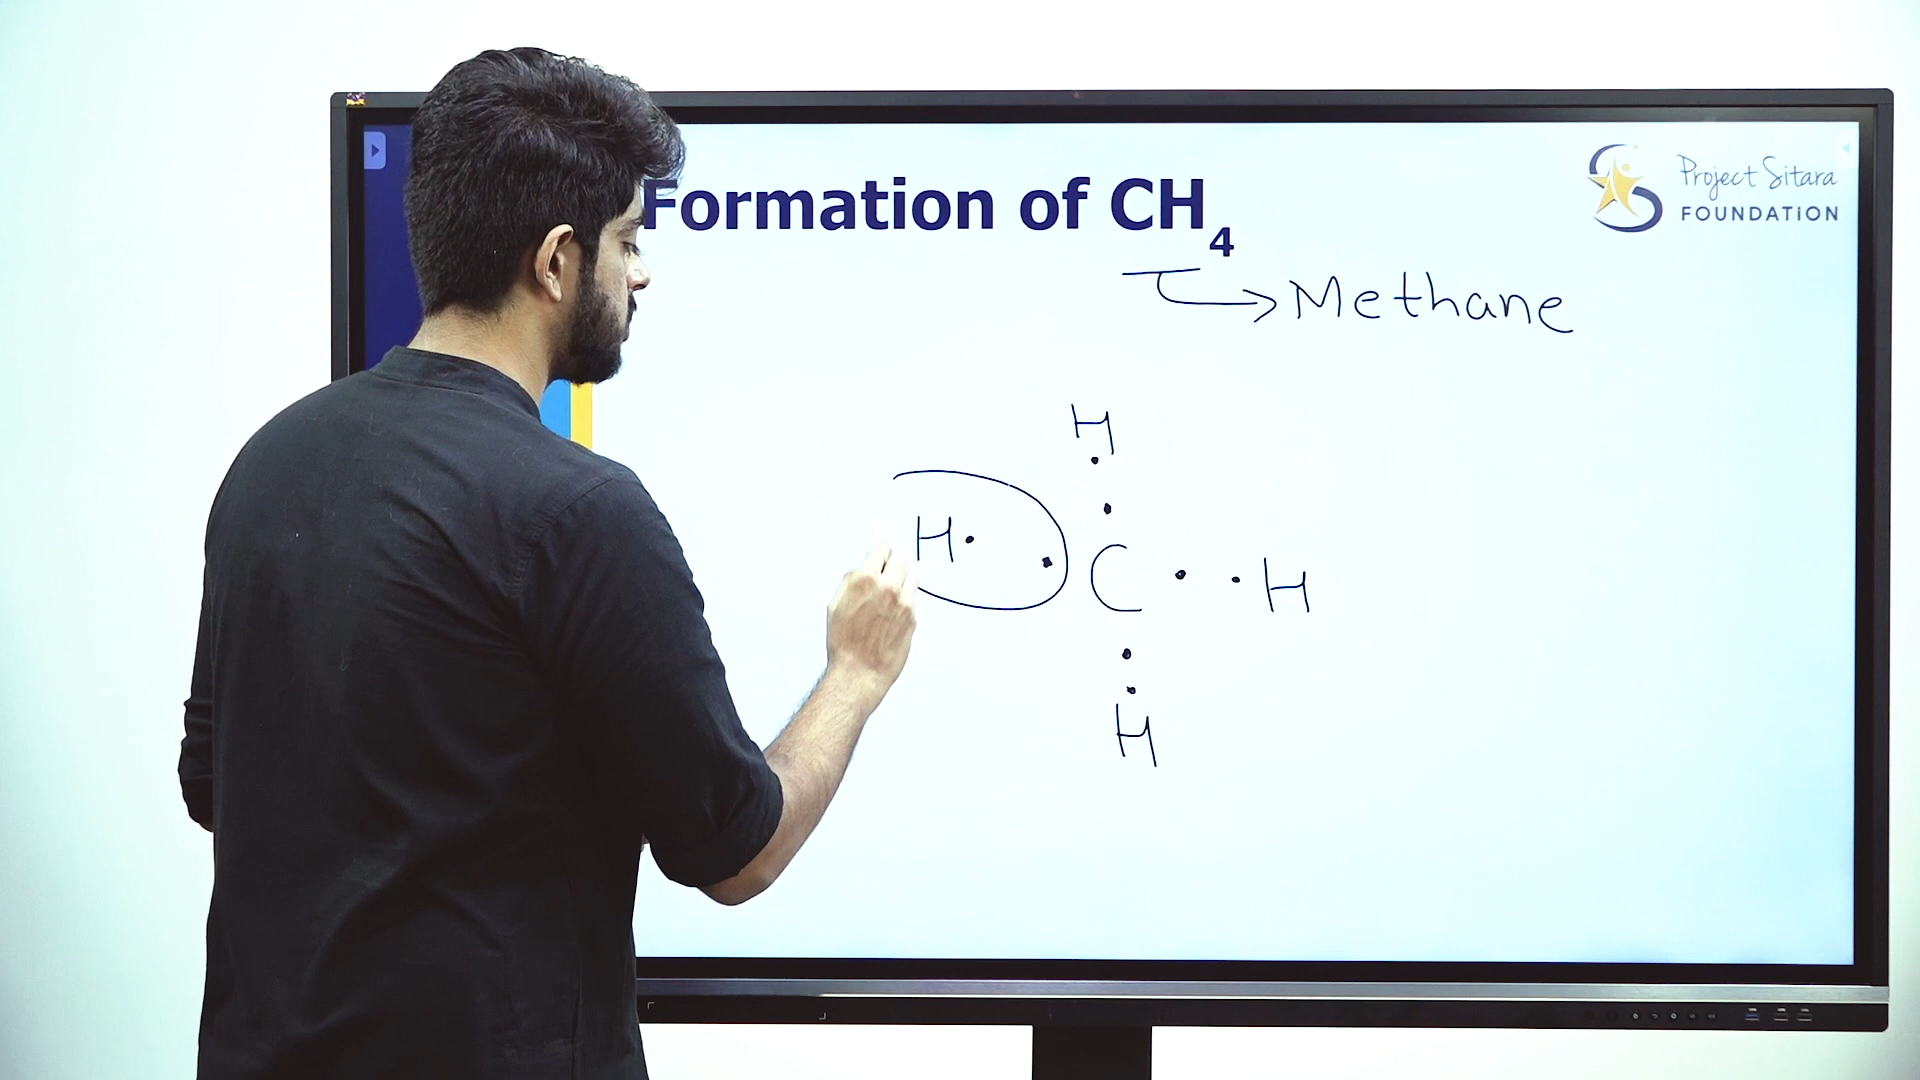 Formation of CH₄
Project Sitara
FOUNDATION
Methane
H
H C H
H